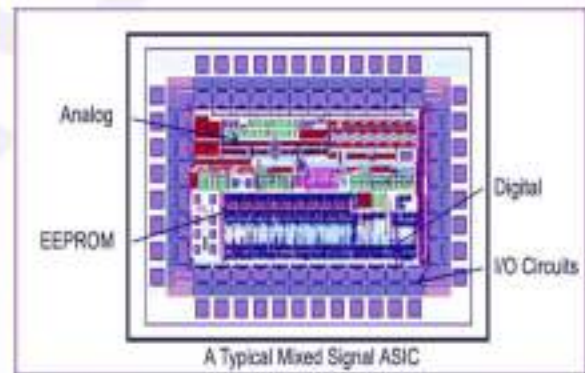 Analog
Digital
EEPROM
I/O Circuits
A Typical Mixed Signal ASIC